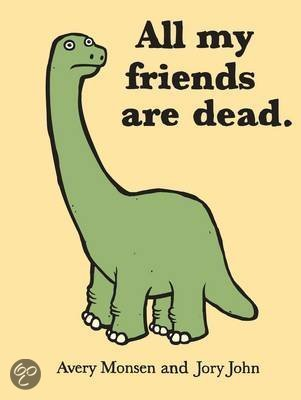 All my
friends
are dead.
Avery Monsen and Jory John